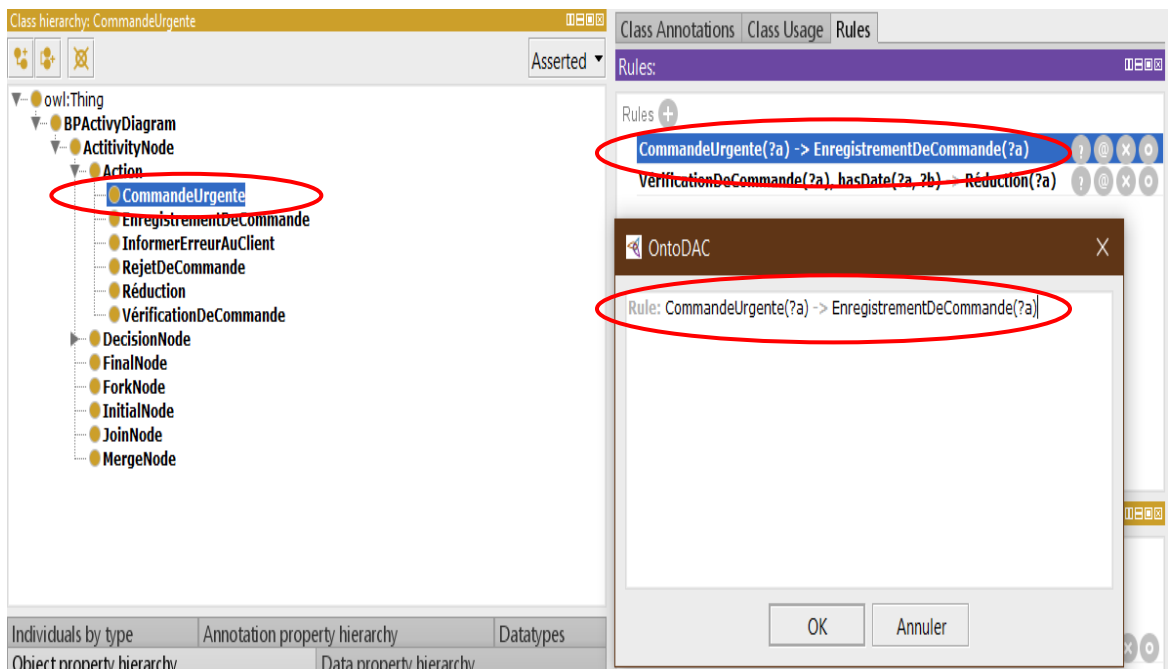 Class hierarchy: CommandeUrgente
Asserted
owl:Thing
BPActivyDiagram
ActitivityNode
Action
CommandeUrgente
EnregistrementDeCommande
InformerErreurAuClient
RejetDeCommande
Réduction
VérificationDeCommande
DecisionNode
FinalNode
ForkNode
InitialNode
JoinNode
MergeNode
Individuals by type Annotation property hierarchy Datatypes
Object property hierarchy Data property hierarchy
Class Annotations Class Usage Rules
Rules:
Rules
CommandeUrgente(?a) -> EnregistrementDeCommande(?a)
VérificationDeCommande(?a), hasDate(?a, ?b) -> Réduction(?a)
OntoDAC
Rule: CommandeUrgente(?a) -> EnregistrementDeCommande(?a)
OK Annuler